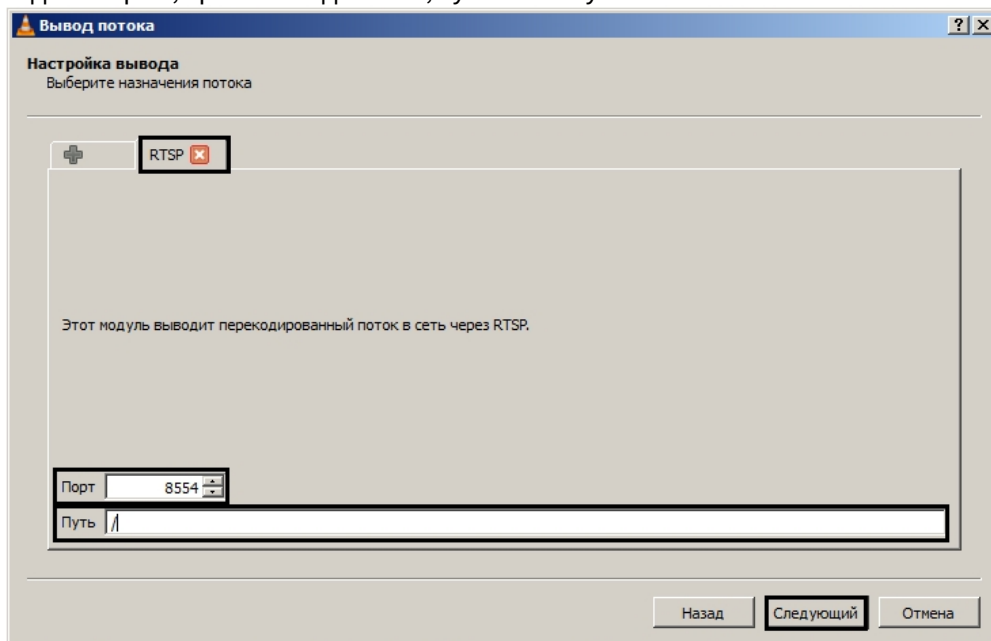 Вывод потока
Настройка вывода
Выберите назначения потока
RTSP
Этот модуль выводит перекодированный поток в сеть через RTSP.
Порт 8554
Путь /
Назад Следующий Отмена